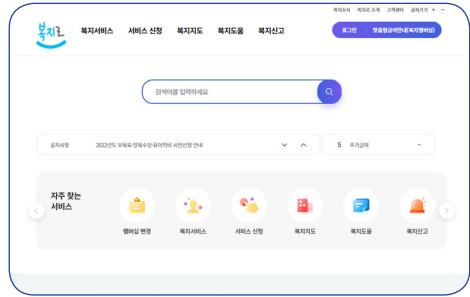 복지소식 복지로 소개 고객센터 글자크기 + -
복지로 복지서비스 서비스 신청 복지지도 복지도움 복지신고 로그인 맞춤형급여안내(복지멤버십)
검색어를 입력하세요
공지사항 2022년도 보육료·양육수당·유아학비 사전신청 안내 5 주거급여 -
자주 찾는
서비스
멤버십 변경 복지서비스 서비스 신청 복지지도 복지도움 복지신고